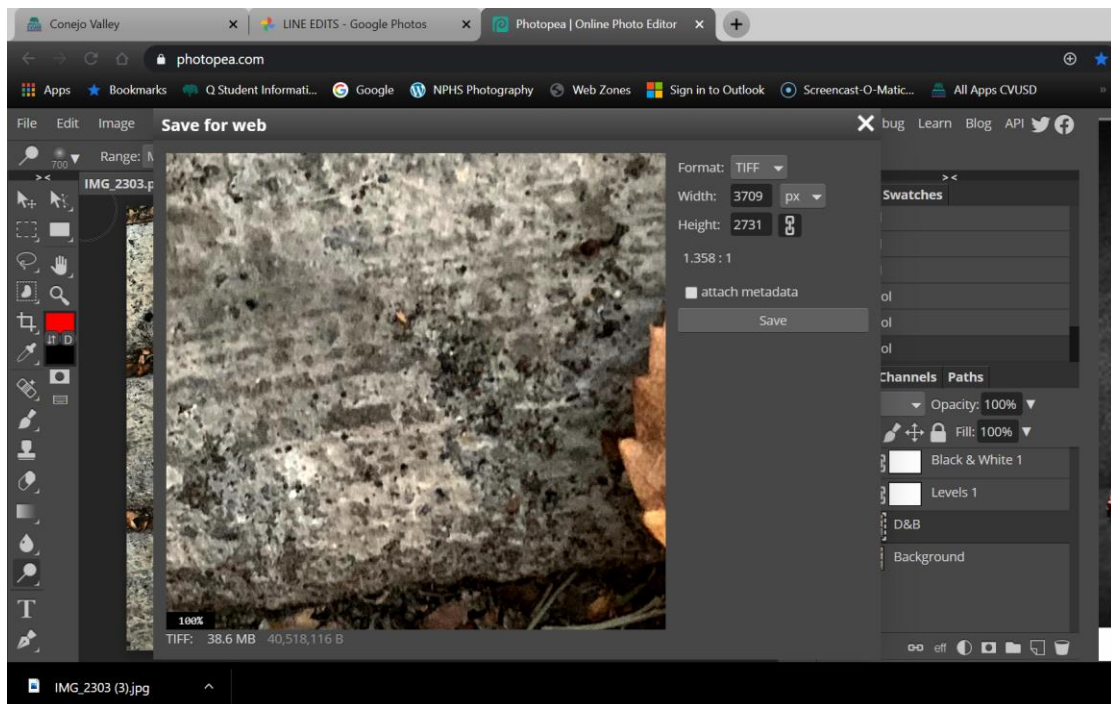 Conejo Valley
LINE EDITS - Google Photos
Photopea | Online Photo Editor
photopea.com
Apps Bookmarks Q Student Informati... Google NPHS Photography Web Zones Sign in to Outlook Screencast-O-Matic... All Apps CVUSD »
File Edit Image Save for web bug Learn Blog API
700 Range:
IMG_2303.p
Format: TIFF
Width: 3709 px
Height: 2731
1.358 : 1
attach metadata
Save
Swatches
ol
ol
ol
Channels Paths
Opacity: 100%
Fill: 100%
Black & White 1
Levels 1
D&B
Background
D
T
100%
TIFF: 38.6 MB 40,518,116 B
eff
IMG_2303 (3).jpg